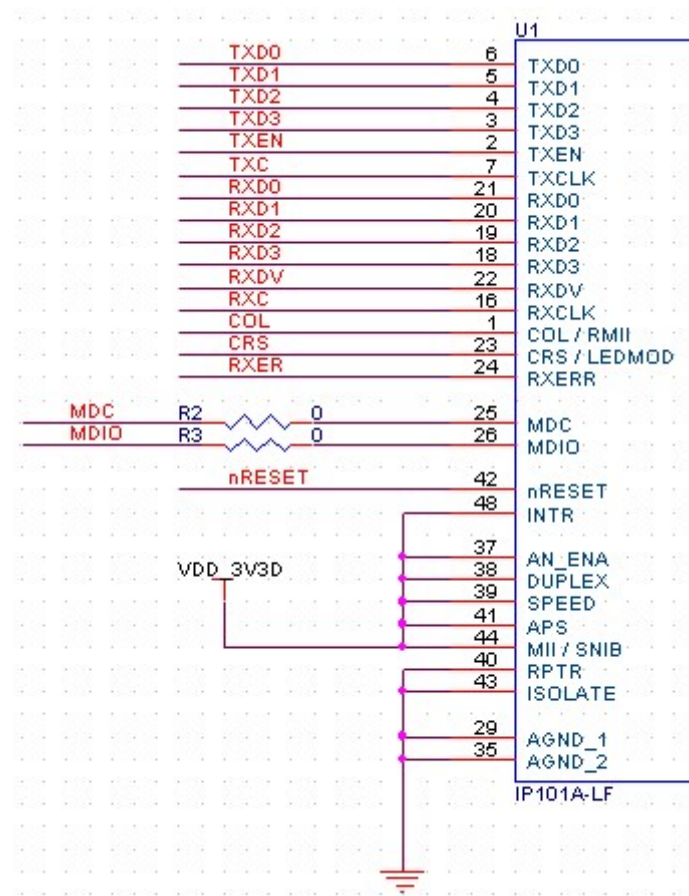 U1
TXD0 6 TXD0
TXD1 5 TXD1
TXD2 4 TXD2
TXD3 3 TXD3
TXEN 2 TXEN
TXC 7 TXCLK
RXD0 21 RXD0
RXD1 20 RXD1
RXD2 19 RXD2
RXD3 18 RXD3
RXDV 22 RXDV
RXC 16 RXCLK
COL 1 COL / RMII
CRS 23 CRS / LEDMOD
RXER 24 RXERR
MDC R2 0 25 MDC
MDIO R3 0 26 MDIO
nRESET 42 nRESET
48 INTR
37 AN_ENA
VDD_3V3D 38 DUPLEX
39 SPEED
41 APS
44 MII / SNIB
40 RPTR
43 ISOLATE
29 AGND_1
35 AGND_2
IP101A-LF